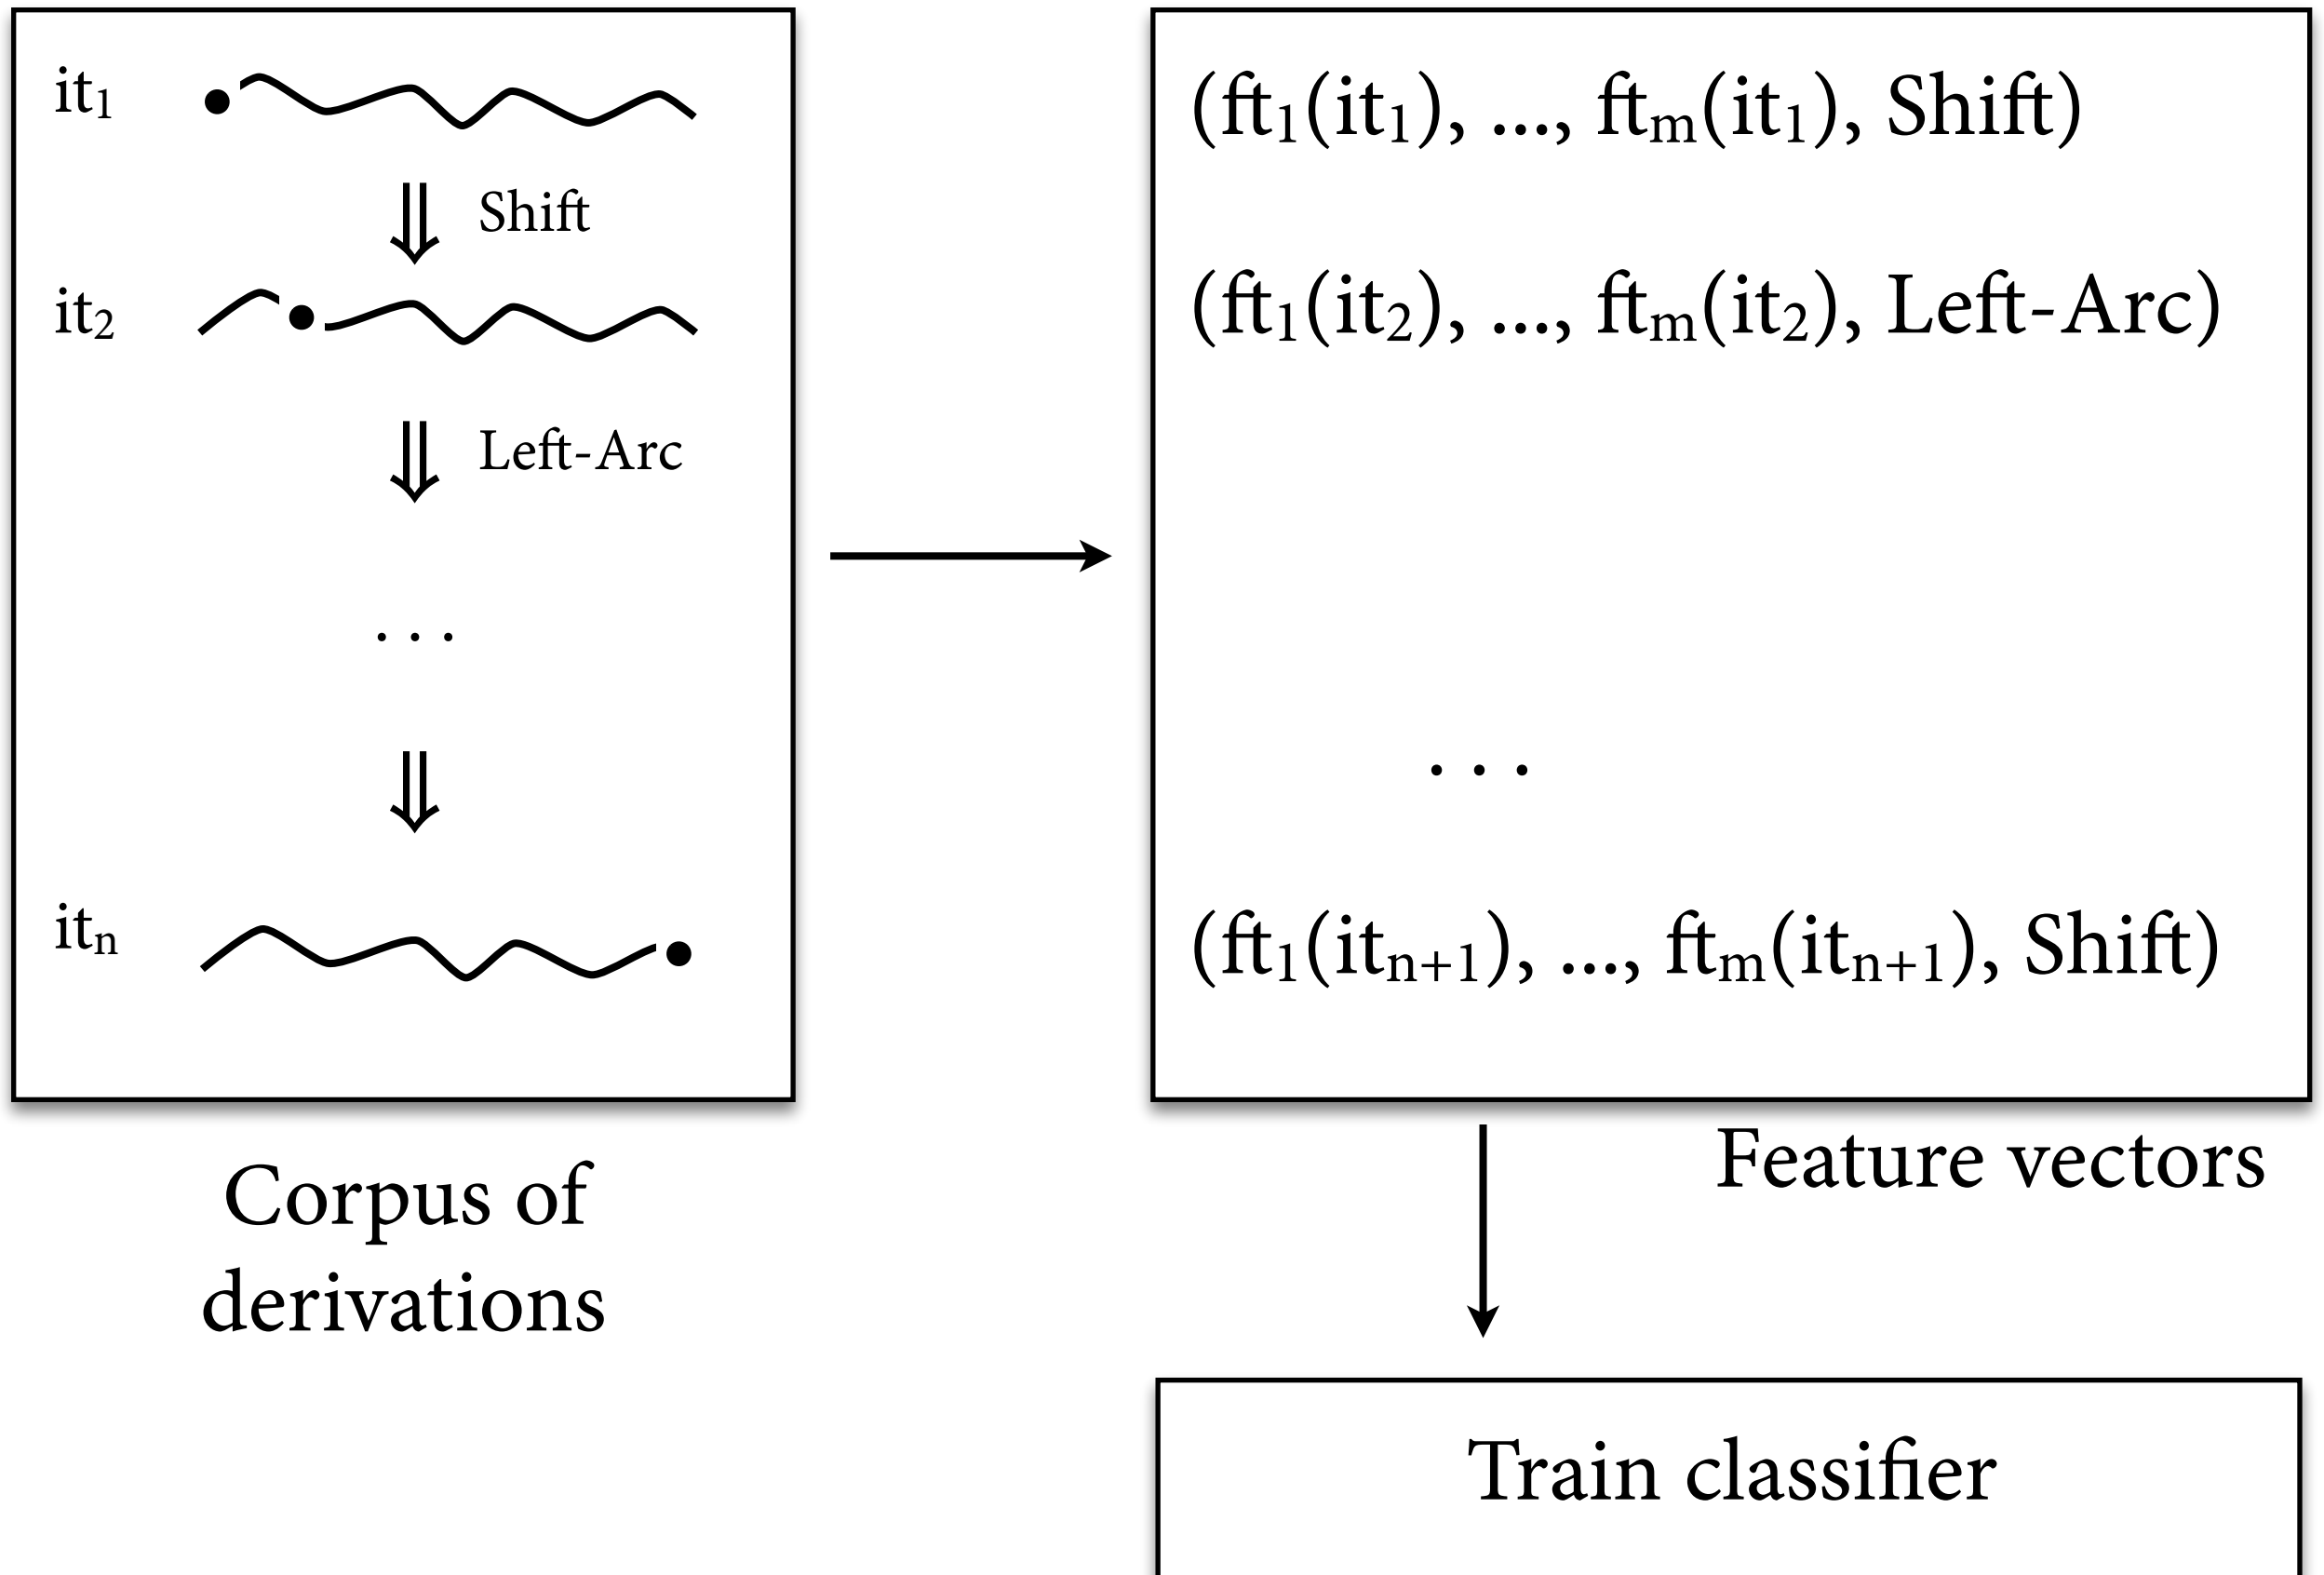 it₁
Shift
it₂
Left-Arc
. . .
itₙ
Corpus of
derivations
(ft₁(it₁), ..., ftₘ(it₁), Shift)
(ft₁(it₂), ..., ftₘ(it₂), Left-Arc)
. . .
(ft₁(itₙ₊₁), ..., ftₘ(itₙ₊₁), Shift)
Feature vectors
Train classifier